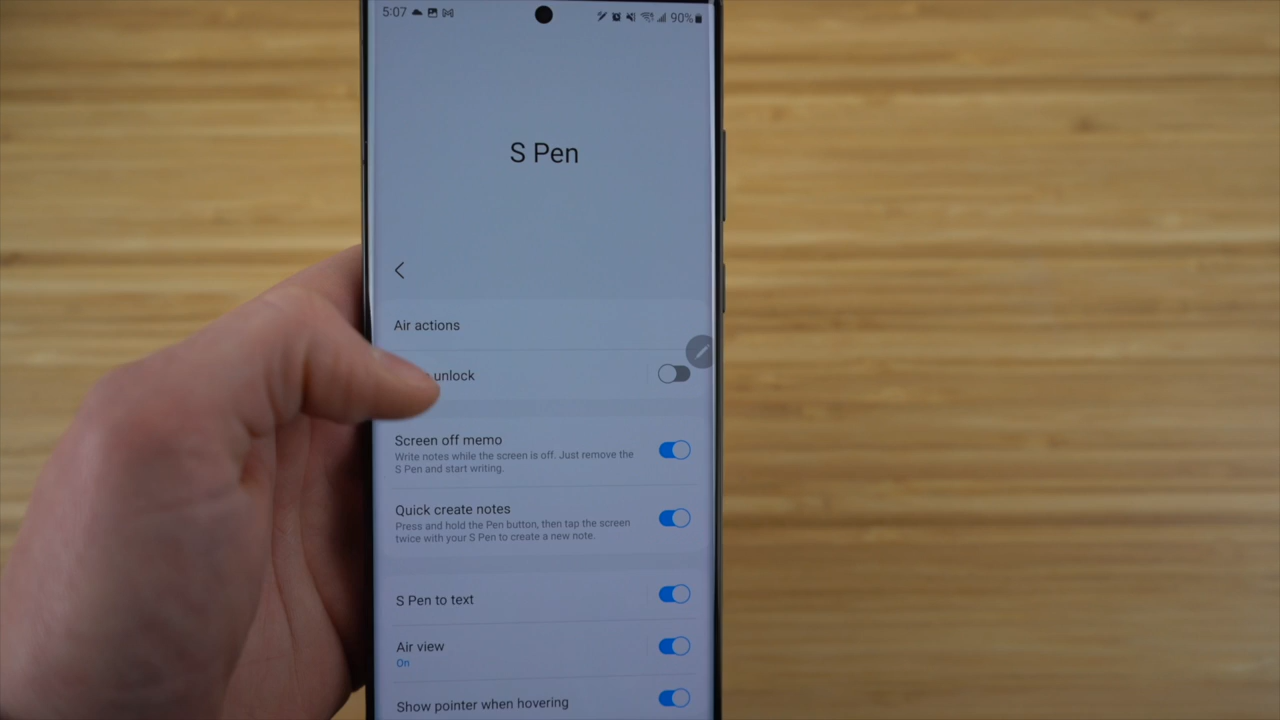 5:07 90%
S Pen
Air actions
unlock
Screen off memo
Write notes while the screen is off. Just remove the
S Pen and start writing.
Quick create notes
Press and hold the Pen button, then tap the screen
twice with your S Pen to create a new note.
S Pen to text
Air view
On
Show pointer when hovering